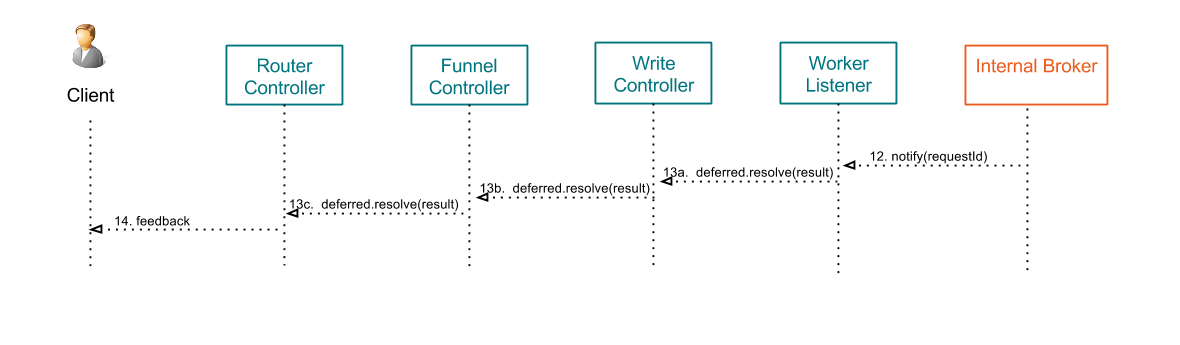 Client
Router
Controller
Funnel
Controller
Write
Controller
Worker
Listener
Internal Broker
12. notify(requestId)
13a.  deferred.resolve(result)
13b.  deferred.resolve(result)
13c.  deferred.resolve(result)
14. feedback